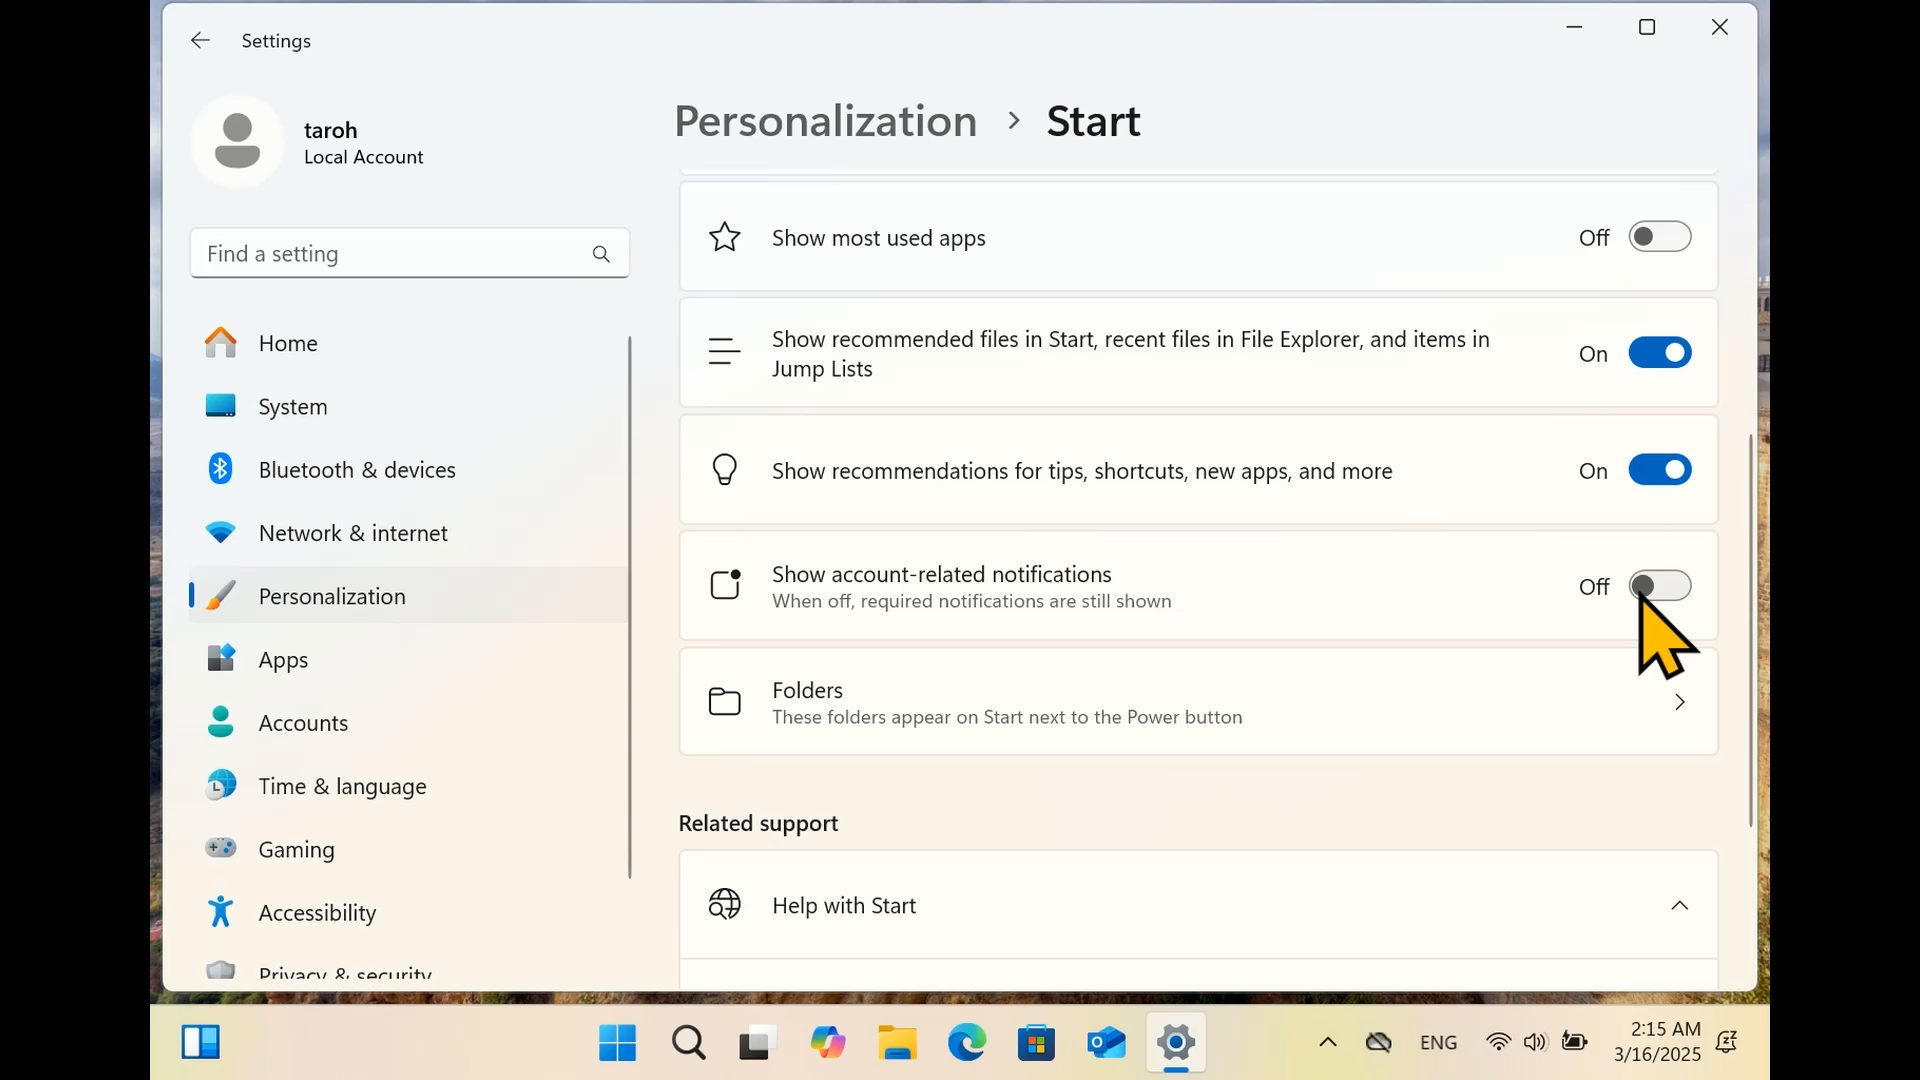 Settings
taroh
Local Account
Find a setting
Home
System
Bluetooth & devices
Network & internet
Personalization
Apps
Accounts
Time & language
Gaming
Accessibility
Privacy & security
Personalization > Start
Show most used apps
Off
Show recommended files in Start, recent files in File Explorer, and items in
Jump Lists
On
Show recommendations for tips, shortcuts, new apps, and more
On
Show account-related notifications
When off, required notifications are still shown
Off
Folders
These folders appear on Start next to the Power button
Related support
Help with Start
ENG
2:15 AM
3/16/2025